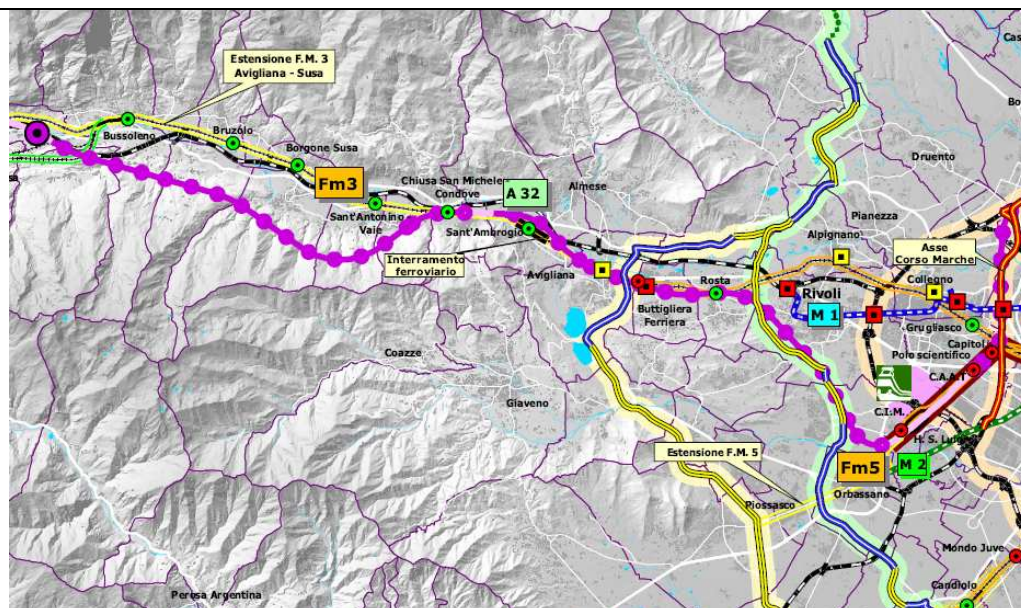 Cas
Estensione F.M. 3
Avigliana - Susa
Bussoleno
Bruzolo
Borgone Susa
Fm3
Chiusa San Michele
Condove
A 32
Almese
Druento
Sant'Antonino
Vaie
Sant'Ambrogio
Interramento
ferroviario
Avigliana
Pianezza
Alpignano
Asse
Corso Marche
Collegno
Rosta
Rivoli
M 1
Buttigliera
Ferriera
Grugliasco
Capitol
Polo scientifico
Coazze
C.A.A.T
Giaveno
C.I.M.
H. S. Luigi
Estensione F.M. 5
Fm5
M 2
Orbassano
Piossasco
Mondo Juve
Candiolo
Perosa Argentina